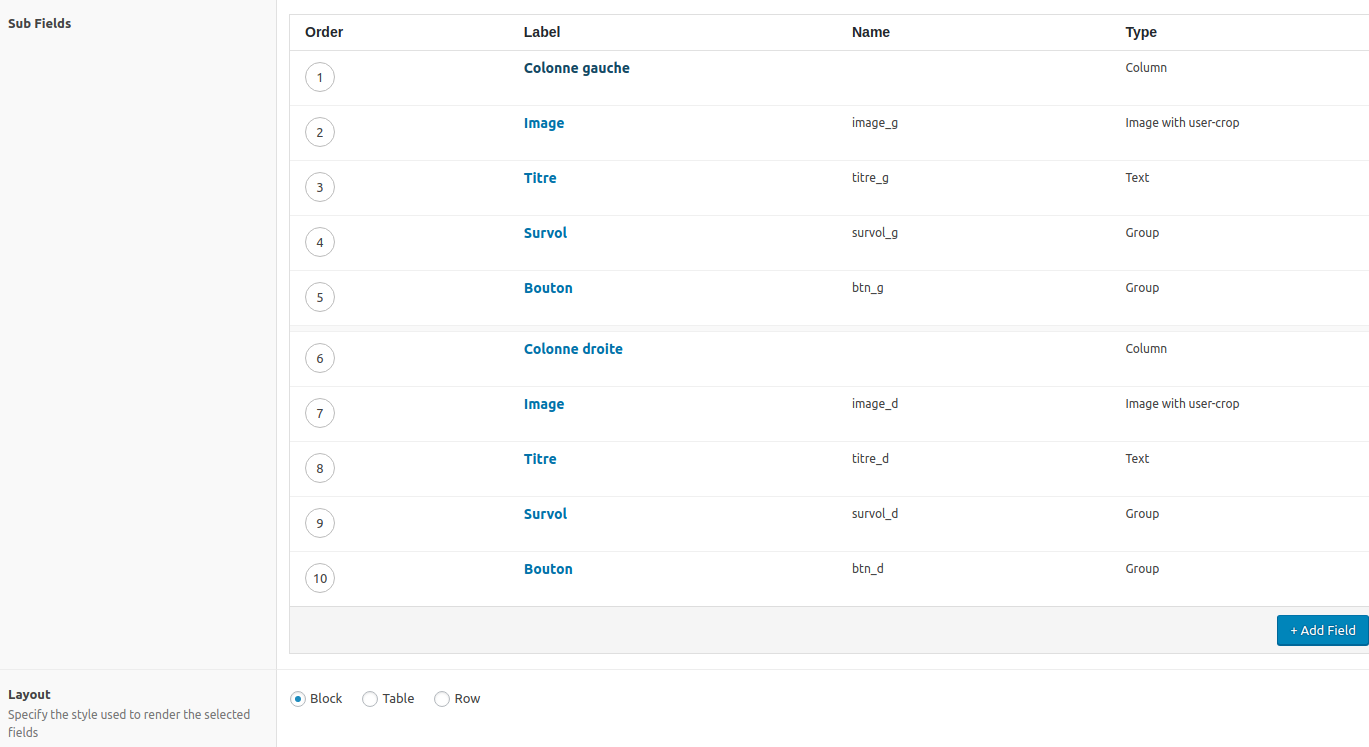 Sub Fields
Order Label Name Type
1 Colonne gauche Column
2 Image image_g Image with user-crop
3 Titre titre_g Text
4 Survol survol_g Group
5 Bouton btn_g Group
6 Colonne droite Column
7 Image image_d Image with user-crop
8 Titre titre_d Text
9 Survol survol_d Group
10 Bouton btn_d Group
+ Add Field
Layout
Specify the style used to render the selected
fields
Block Table Row